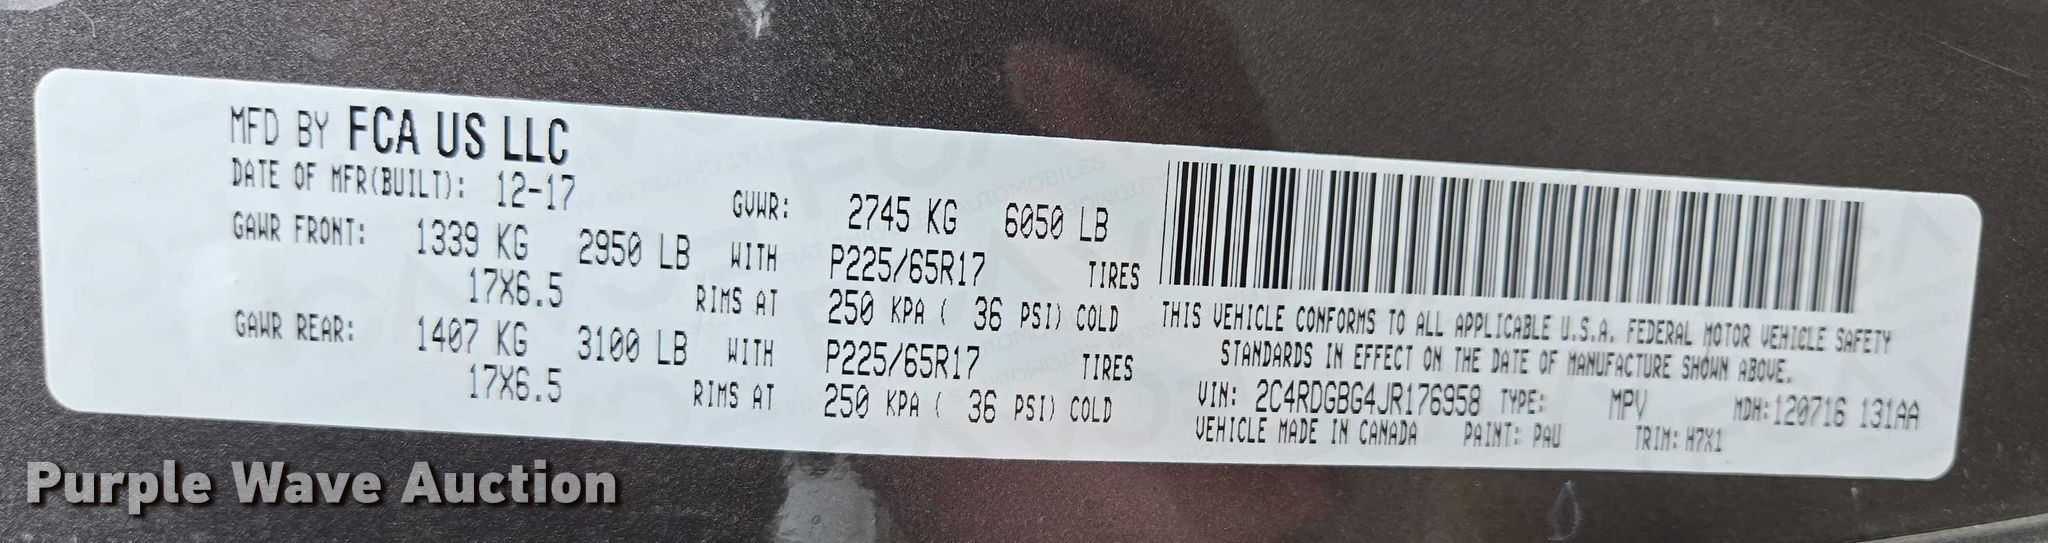 MFD BY FCA US LLC
DATE OF MFR(BUILT): 12-17 GVWR: 2745 KG 6050 LB
GAWR FRONT: 1339 KG 2950 LB WITH P225/65R17 TIRES
17X6.5 RIMS AT 250 KPA ( 36 PSI) COLD
GAWR REAR: 1407 KG 3100 LB WITH P225/65R17 TIRES
17X6.5 RIMS AT 250 KPA ( 36 PSI) COLD
THIS VEHICLE CONFORMS TO ALL APPLICABLE U.S.A. FEDERAL MOTOR VEHICLE SAFETY
STANDARDS IN EFFECT ON THE DATE OF MANUFACTURE SHOWN ABOVE.
VIN: 2C4RDGBG4JR176958 TYPE: MPV MDH:120716 131AA
VEHICLE MADE IN CANADA PAINT: PAU TRIM: H7X1
Purple Wave Auction